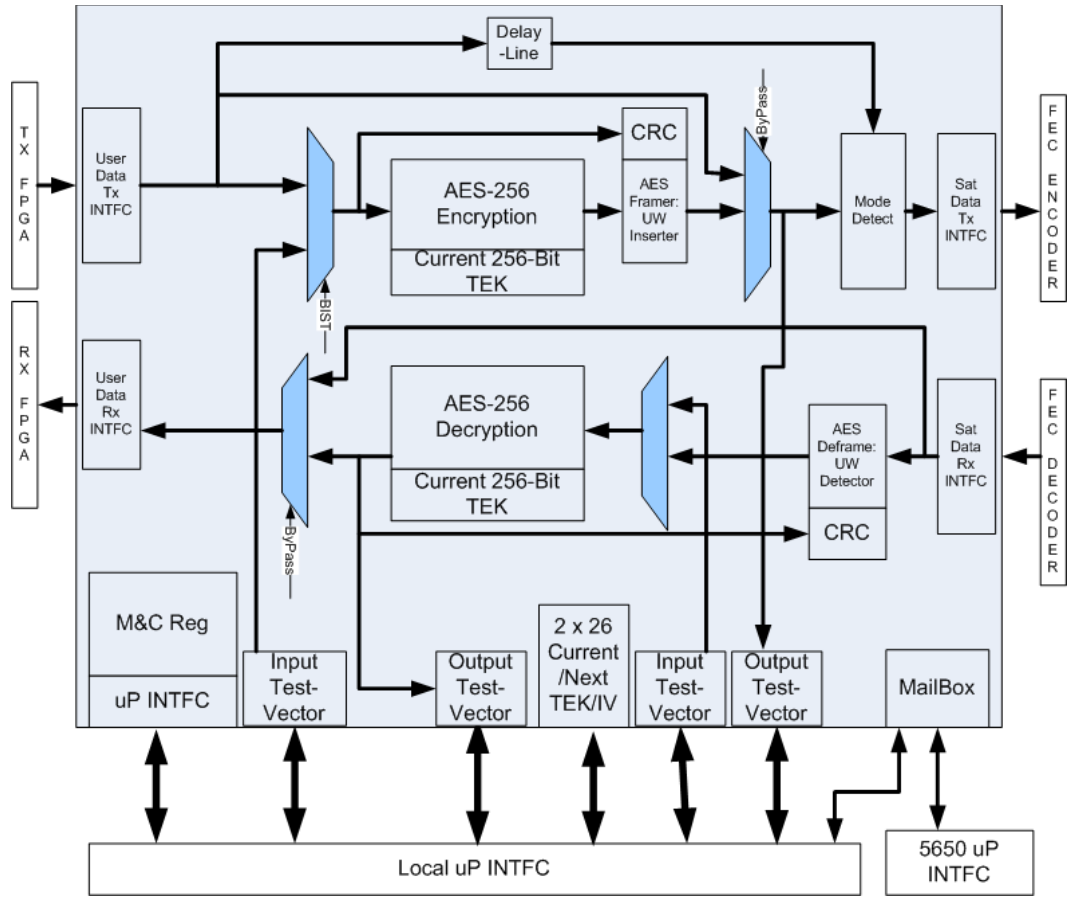 Delay
-Line
TX FPGA
User
Data
Tx
INTFC
CRC
AES
Framer:
UW
Inserter
AES-256
Encryption
Current 256-Bit
TEK
ByPass
BIST
Mode
Detect
Sat
Data
Tx
INTFC
FEC ENCODER
RX FPGA
User
Data
Rx
INTFC
AES-256
Decryption
Current 256-Bit
TEK
ByPass
AES
Deframe:
UW
Detector
CRC
Sat
Data
Rx
INTFC
FEC DECODER
M&C Reg
uP INTFC
Input
Test-
Vector
Output
Test-
Vector
2 x 26
Current
/Next
TEK/IV
Input
Test-
Vector
Output
Test-
Vector
MailBox
Local uP INTFC
5650 uP
INTFC